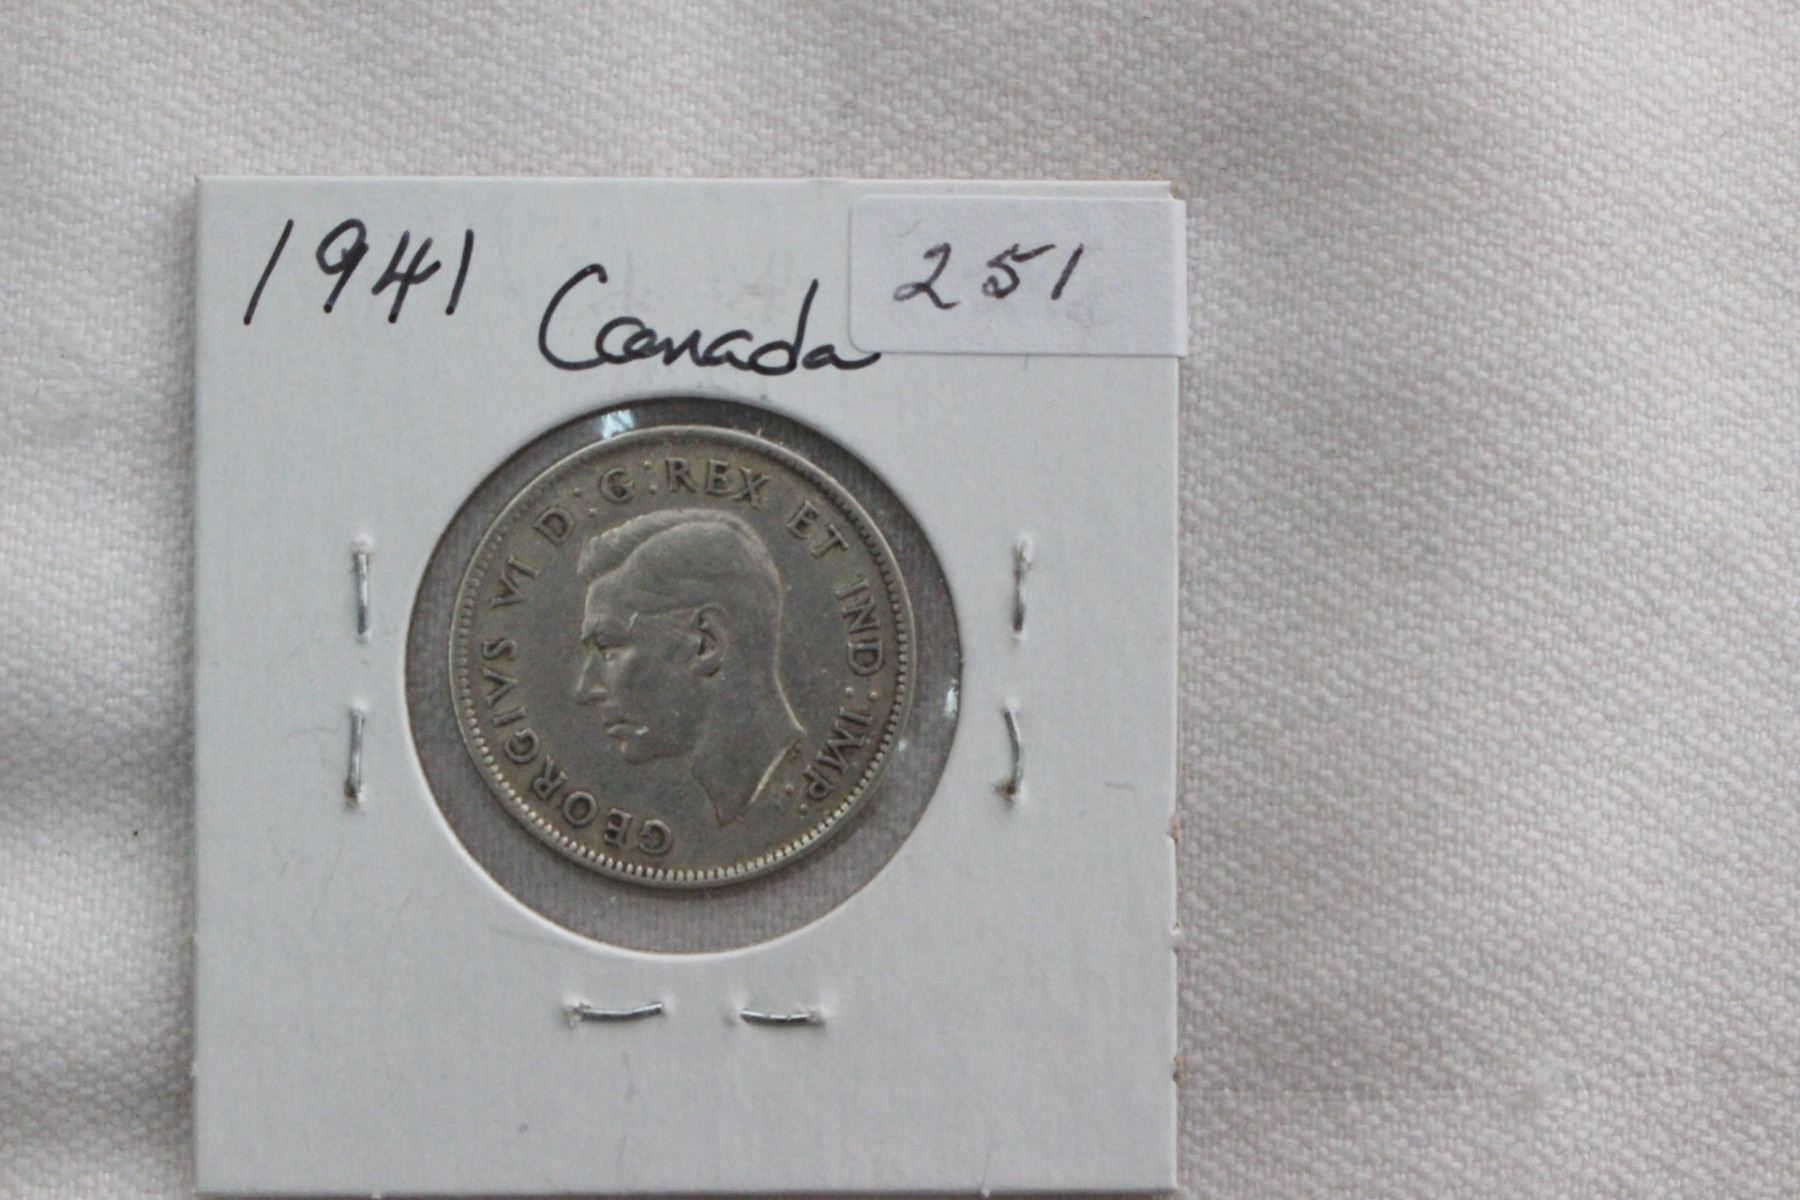 1941
Canada
251
GEORGIVS VI D:G:REX ET IND:IMP: